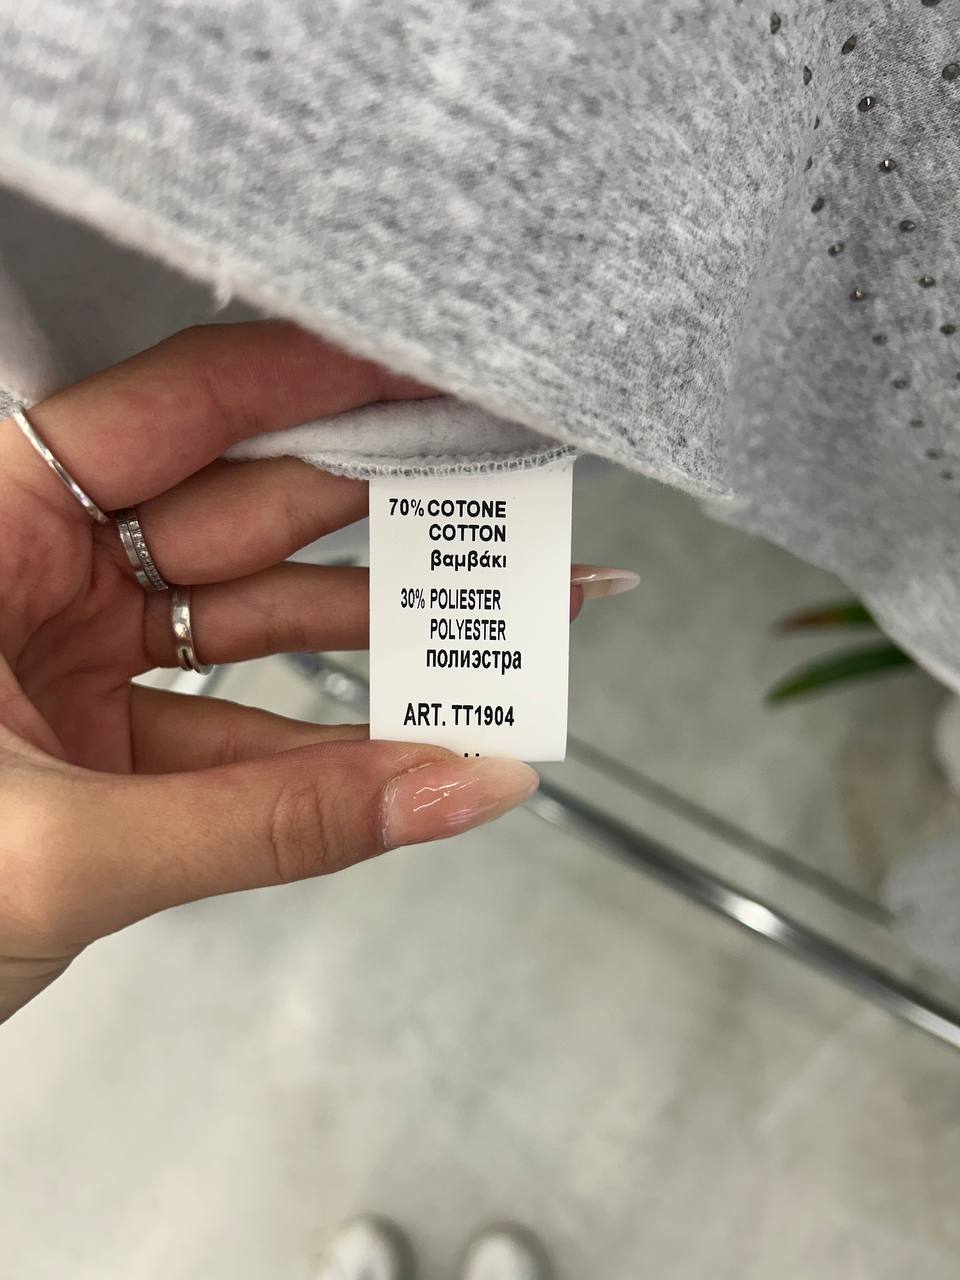 70% COTONE
COTTON
βαμβάκι
30% POLIESTER
POLYESTER
полиэстра
ART. TT1904